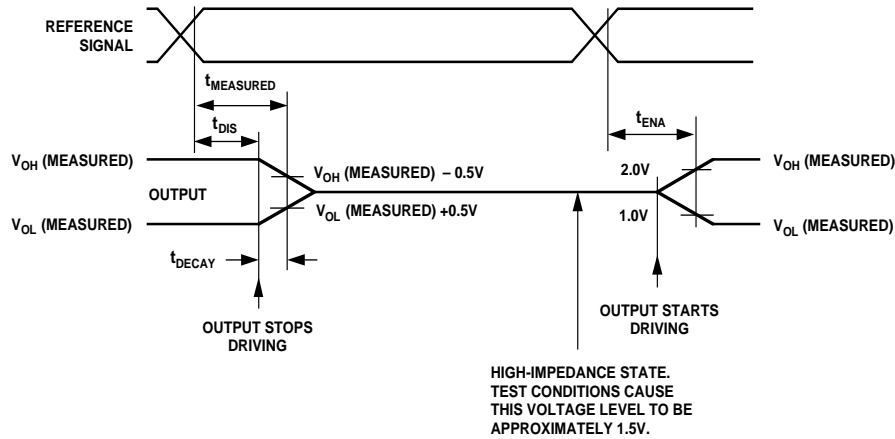 REFERENCE
SIGNAL
tMEASURED
tDIS
tENA
VOH (MEASURED)
VOH (MEASURED) – 0.5V
2.0V
VOH (MEASURED)
OUTPUT
VOL (MEASURED)
VOL (MEASURED) +0.5V
1.0V
VOL (MEASURED)
tDECAY
OUTPUT STOPS
DRIVING
OUTPUT STARTS
DRIVING
HIGH-IMPEDANCE STATE.
TEST CONDITIONS CAUSE
THIS VOLTAGE LEVEL TO BE
APPROXIMATELY 1.5V.